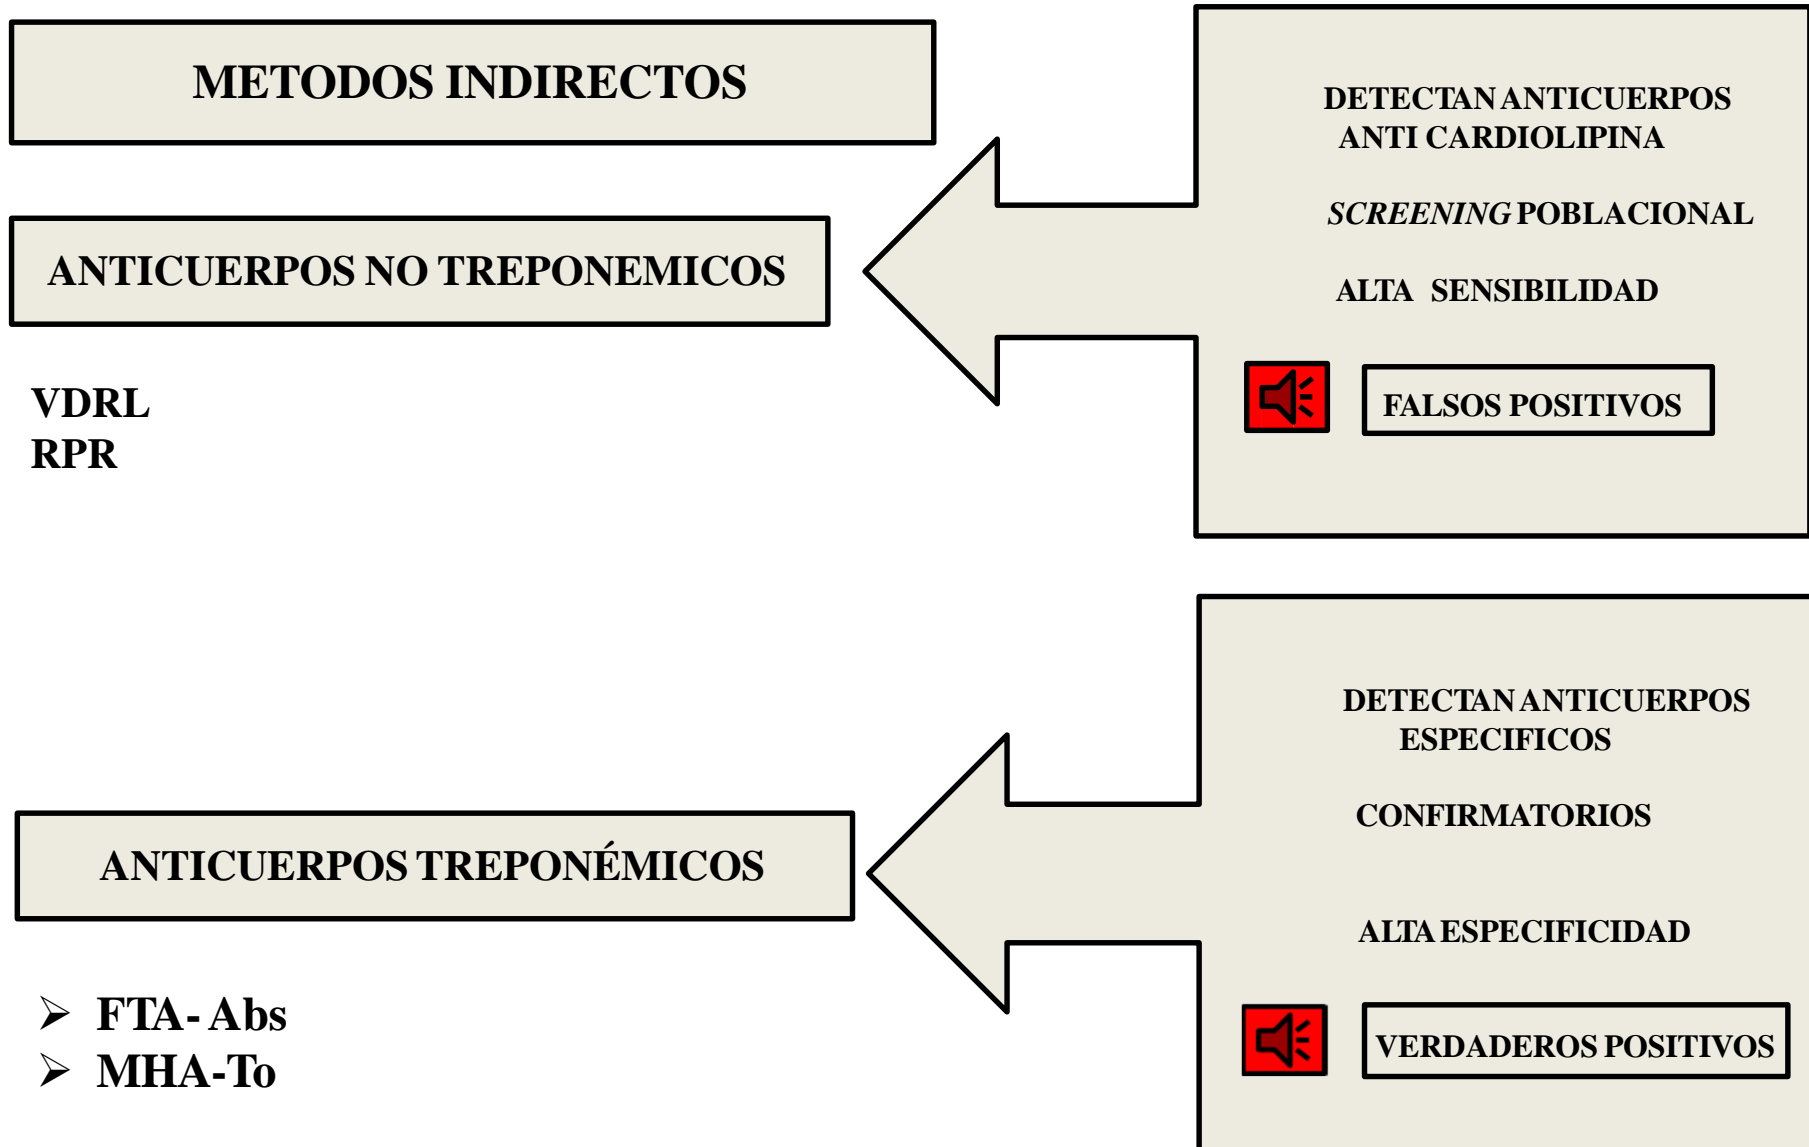 METODOS INDIRECTOS
DETECTAN ANTICUERPOS
ANTI CARDIOLIPINA
SCREENING POBLACIONAL
ALTA SENSIBILIDAD
FALSOS POSITIVOS
ANTICUERPOS NO TREPONEMICOS
VDRL
RPR
DETECTAN ANTICUERPOS
ESPECIFICOS
CONFIRMATORIOS
ALTA ESPECIFICIDAD
VERDADEROS POSITIVOS
ANTICUERPOS TREPONÉMICOS
➢ FTA- Abs
➢ MHA-To